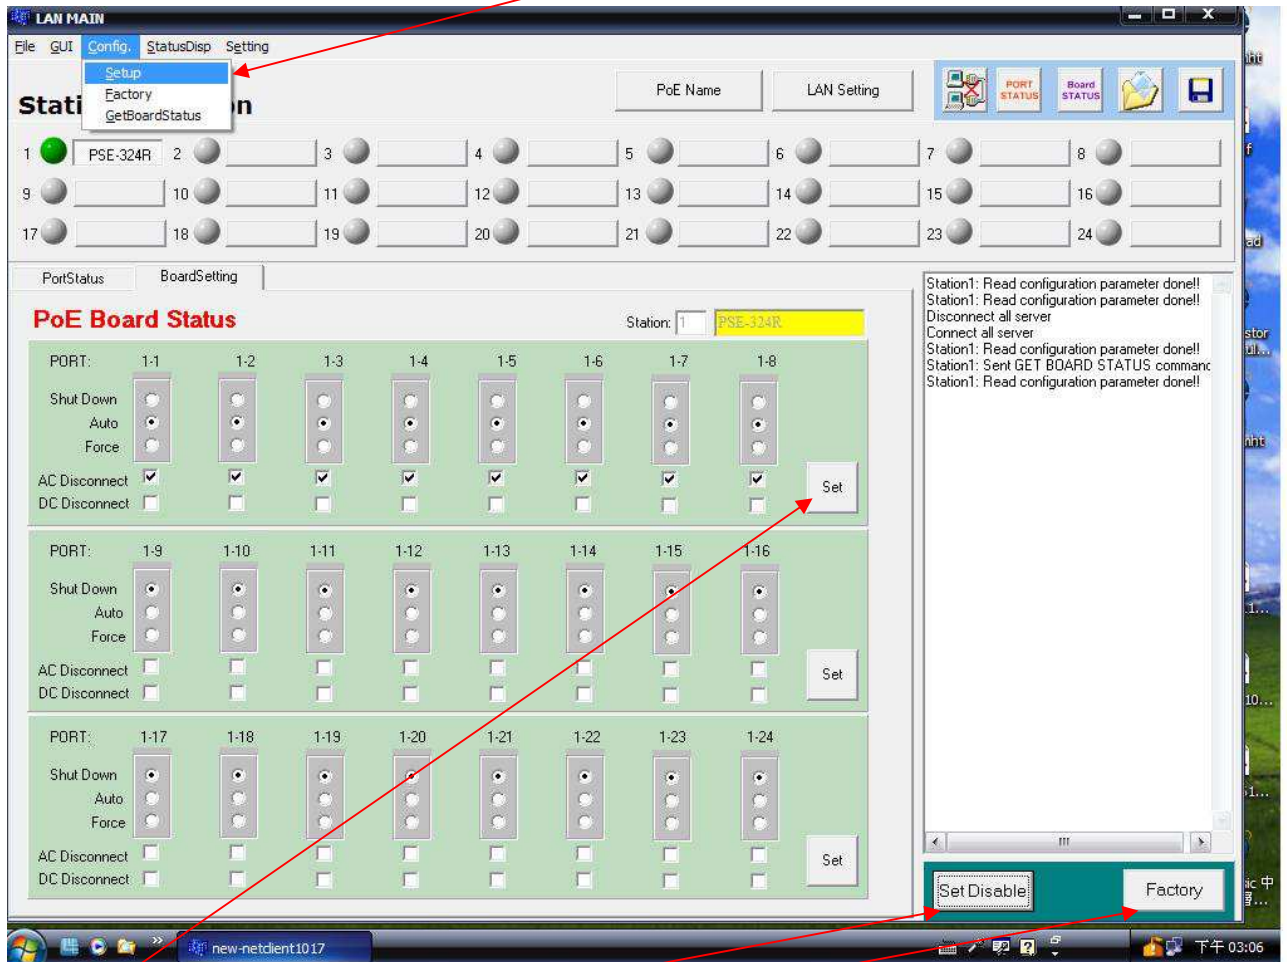 LAN MAIN
File GUI Config. StatusDisp Setting
Setup
Factory
GetBoardStatus
Stati on
PoE Name LAN Setting
PORT STATUS
Board STATUS
1 PSE-324R 2 3 4 5 6 7 8
9 10 11 12 13 14 15 16
17 18 19 20 21 22 23 24
PortStatus BoardSetting
PoE Board Status
Station: 1 PSE-324R
PORT: 1-1 1-2 1-3 1-4 1-5 1-6 1-7 1-8
Shut Down
Auto
Force
AC Disconnect
DC Disconnect
Set
PORT: 1-9 1-10 1-11 1-12 1-13 1-14 1-15 1-16
Shut Down
Auto
Force
AC Disconnect
DC Disconnect
Set
PORT: 1-17 1-18 1-19 1-20 1-21 1-22 1-23 1-24
Shut Down
Auto
Force
AC Disconnect
DC Disconnect
Set
Station1: Read configuration parameter done!!
Station1: Read configuration parameter done!!
Disconnect all server
Connect all server
Station1: Read configuration parameter done!!
Station1: Sent GET BOARD STATUS commanc
Station1: Read configuration parameter done!!
Set Disable Factory
new-netclient1017
下午 03:06